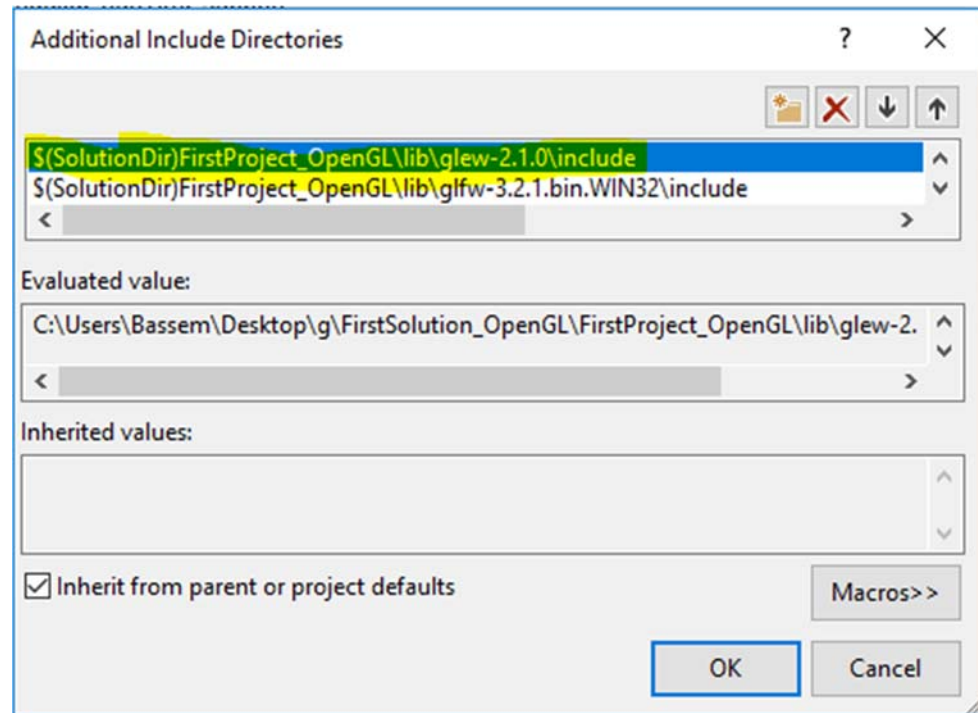 Additional Include Directories
?
$(SolutionDir)FirstProject_OpenGL\lib\glew-2.1.0\include
$(SolutionDir)FirstProject_OpenGL\lib\glfw-3.2.1.bin.WIN32\include
Evaluated value:
C:\Users\Bassem\Desktop\g\FirstSolution_OpenGL\FirstProject_OpenGL\lib\glew-2.
Inherited values:
Inherit from parent or project defaults
Macros>>
OK Cancel